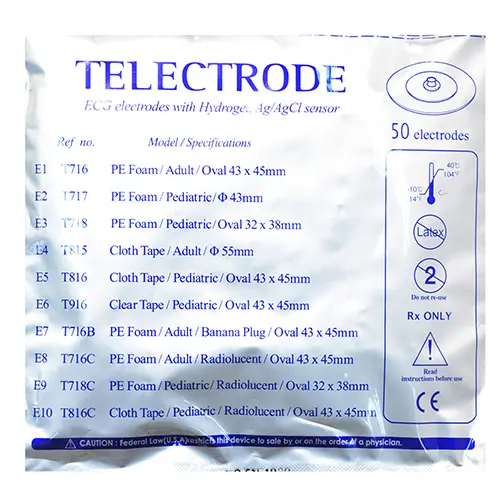 TELECTRODE
ECG electrodes with Hydrogel, Ag/AgCl sensor
50 electrodes
Ref no. Model / Specifications
E1 T716 PE Foam / Adult / Oval 43 x 45mm
E2 T717 PE Foam / Pediatric / Φ 43mm
E3 T718 PE Foam / Pediatric / Oval 32 x 38mm
E4 T815 Cloth Tape / Adult / Φ 55mm
E5 T816 Cloth Tape / Pediatric / Oval 43 x 45mm
E6 T916 Clear Tape / Pediatric / Oval 43 x 45mm
E7 T716B PE Foam / Adult / Banana Plug / Oval 43 x 45mm
E8 T716C PE Foam / Adult / Radiolucent / Oval 43 x 45mm
E9 T718C PE Foam / Pediatric / Radiolucent / Oval 32 x 38mm
E10 T816C Cloth Tape / Pediatric / Radiolucent / Oval 43 x 45mm
40℃
104°F
-10℃
14°F
Latex
2
Do not re-use
Rx ONLY
Read
instructions before use
CE
CAUTION : Federal Law(U.S.A)restricts this device to sale by or on the order of a physician.